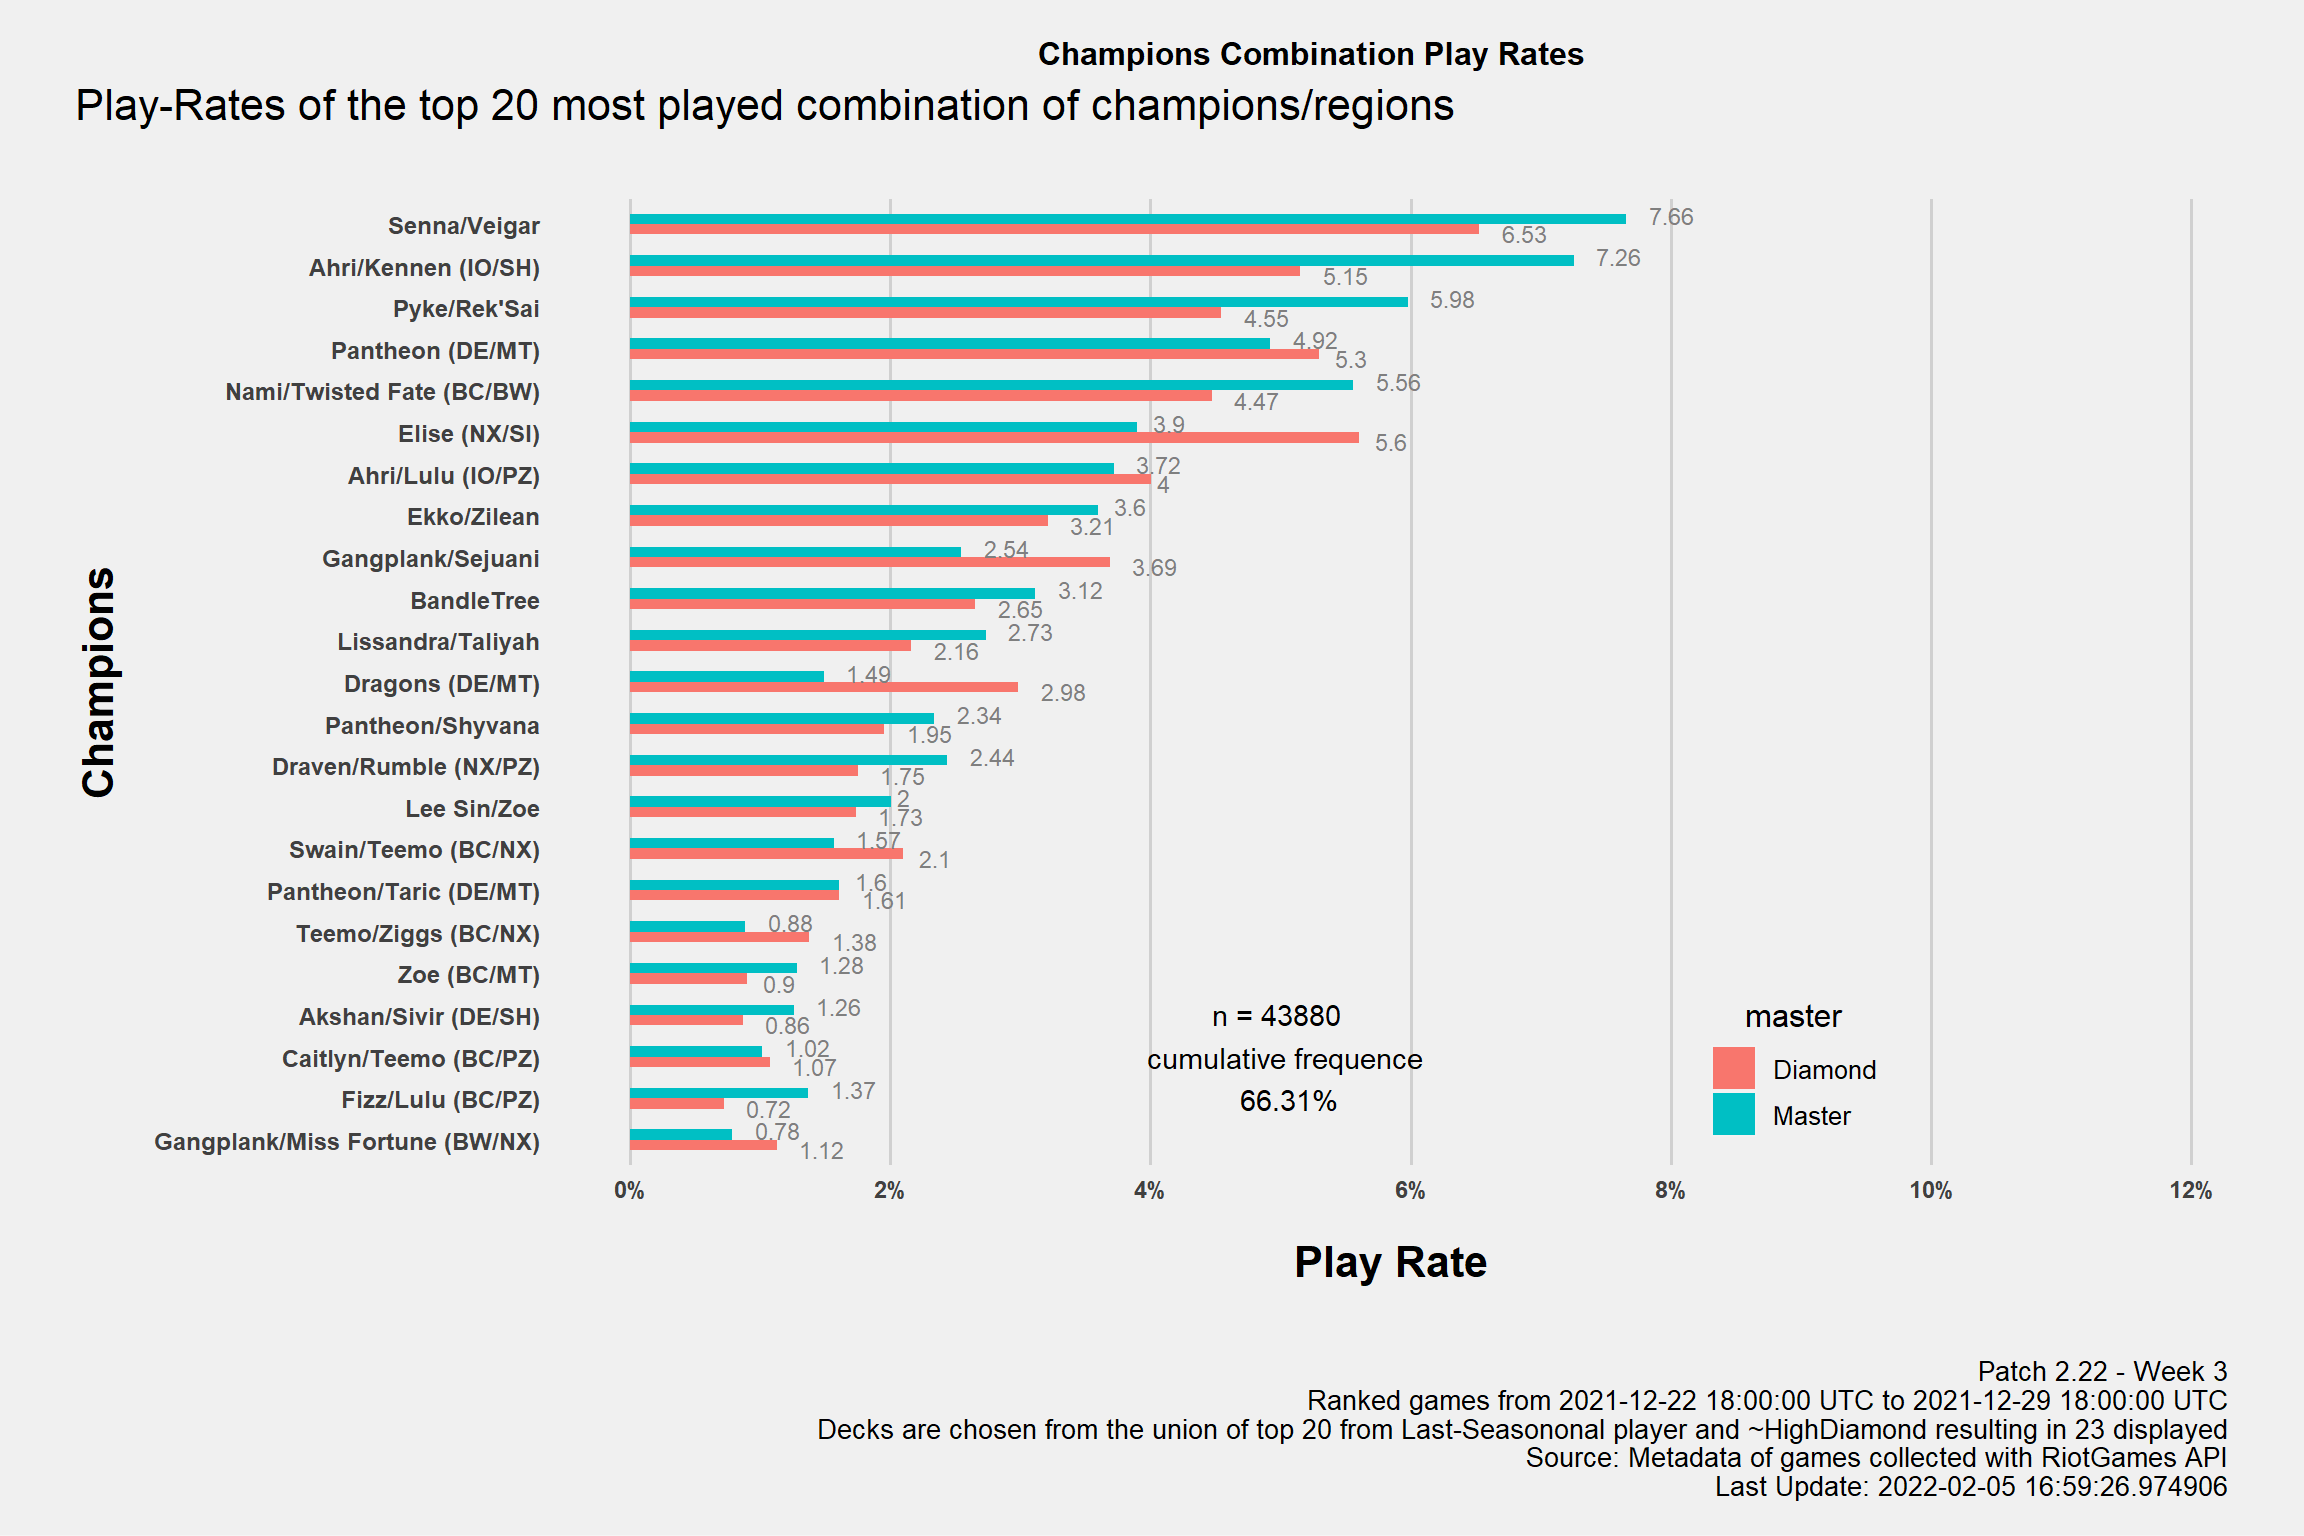 Champions Combination Play Rates
Play-Rates of the top 20 most played combination of champions/regions
Champions
Senna/Veigar 7.66 6.53
Ahri/Kennen (IO/SH) 7.26 5.15
Pyke/Rek'Sai 5.98 4.55
Pantheon (DE/MT) 4.92 5.3
Nami/Twisted Fate (BC/BW) 5.56 4.47
Elise (NX/SI) 3.9 5.6
Ahri/Lulu (IO/PZ) 3.72 4
Ekko/Zilean 3.6 3.21
Gangplank/Sejuani 2.54 3.69
BandleTree 3.12 2.65
Lissandra/Taliyah 2.73 2.16
Dragons (DE/MT) 1.49 2.98
Pantheon/Shyvana 2.34 1.95
Draven/Rumble (NX/PZ) 2.44 1.75
Lee Sin/Zoe 2 1.73
Swain/Teemo (BC/NX) 1.57 2.1
Pantheon/Taric (DE/MT) 1.6 1.61
Teemo/Ziggs (BC/NX) 0.88 1.38
Zoe (BC/MT) 1.28 0.9
Akshan/Sivir (DE/SH) 1.26 0.86
Caitlyn/Teemo (BC/PZ) 1.02 1.07
Fizz/Lulu (BC/PZ) 1.37 0.72
Gangplank/Miss Fortune (BW/NX) 0.78 1.12
n = 43880
cumulative frequence
66.31%
master
Diamond
Master
0% 2% 4% 6% 8% 10% 12%
Play Rate
Patch 2.22 - Week 3
Ranked games from 2021-12-22 18:00:00 UTC to 2021-12-29 18:00:00 UTC
Decks are chosen from the union of top 20 from Last-Seasononal player and ~HighDiamond resulting in 23 displayed
Source: Metadata of games collected with RiotGames API
Last Update: 2022-02-05 16:59:26.974906